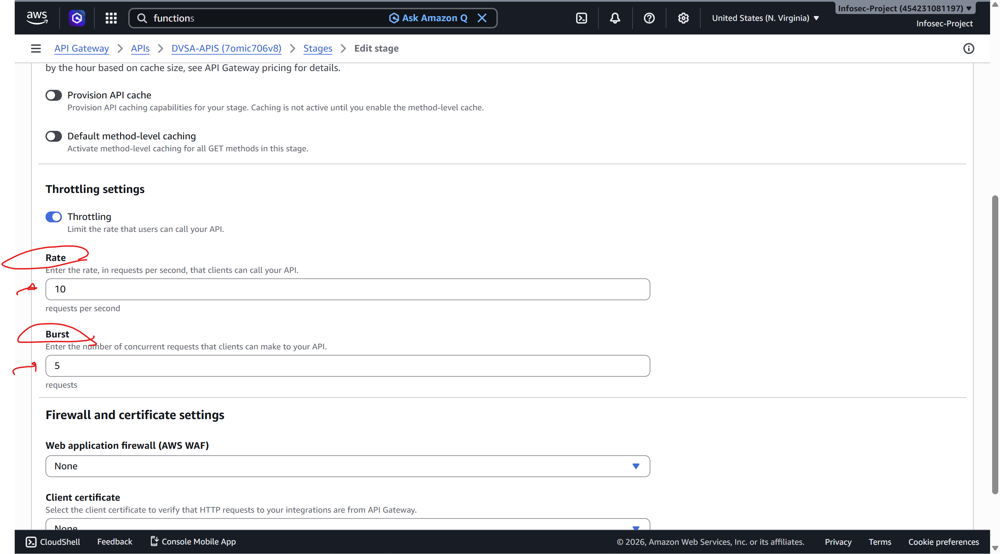 aws
functions
Ask Amazon Q
United States (N. Virginia)
Infosec-Project (454231081197)
Infosec-Project
API Gateway > APIs > DVSA-APIS (7omic706v8) > Stages > Edit stage
by the hour based on cache size, see API Gateway pricing for details.
Provision API cache
Provision API caching capabilities for your stage. Caching is not active until you enable the method-level cache.
Default method-level caching
Activate method-level caching for all GET methods in this stage.
Throttling settings
Throttling
Limit the rate that users can call your API.
Rate
Enter the rate, in requests per second, that clients can call your API.
10
requests per second
Burst
Enter the number of concurrent requests that clients can make to your API.
5
requests
Firewall and certificate settings
Web application firewall (AWS WAF)
None
Client certificate
Select the client certificate to verify that HTTP requests to your integrations are from API Gateway.
None
CloudShell
Feedback
Console Mobile App
© 2026, Amazon Web Services, Inc. or its affiliates.
Privacy
Terms
Cookie preferences